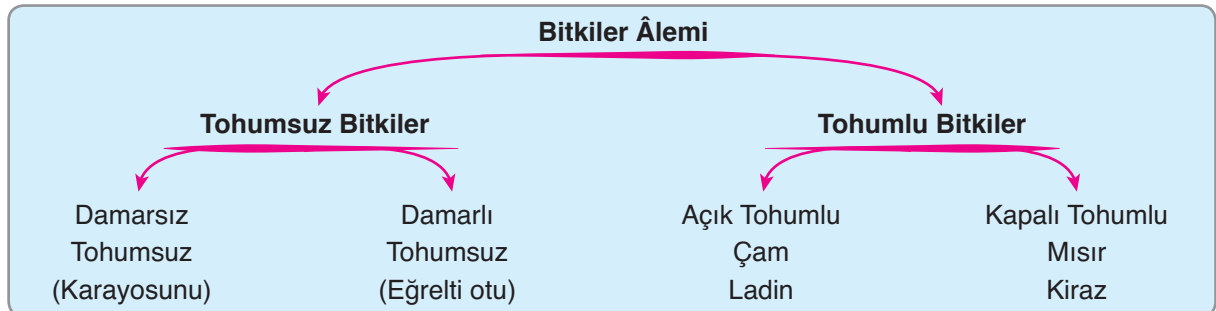 Bitkiler Âlemi
Tohumsuz Bitkiler
Tohumlu Bitkiler
Damarsız
Tohumsuz
(Karayosunu)
Damarlı
Tohumsuz
(Eğrelti otu)
Açık Tohumlu
Çam
Ladin
Kapalı Tohumlu
Mısır
Kiraz